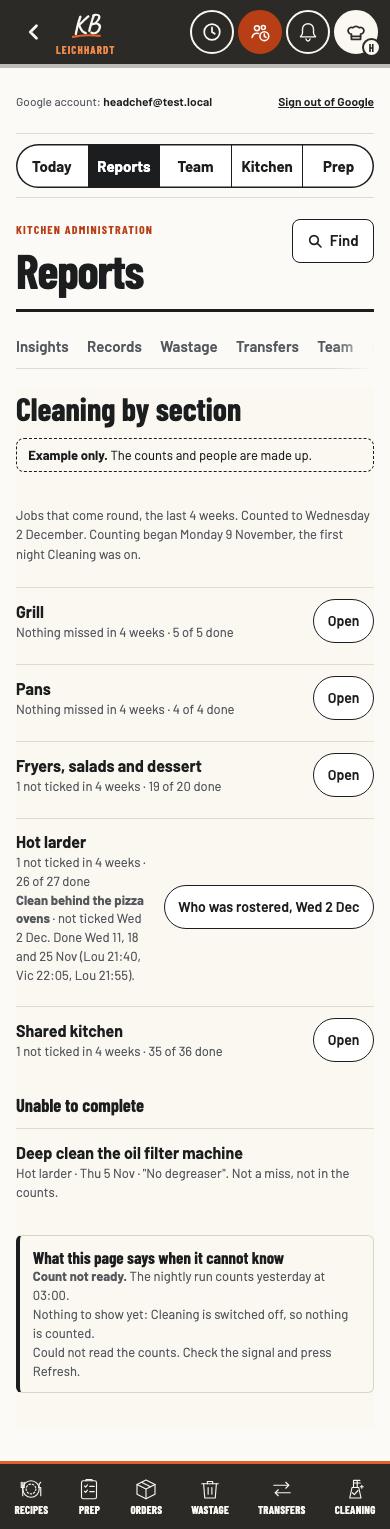 KB
LEICHHARDT
H
Google account: headchef@test.local
Sign out of Google
Today
Reports
Team
Kitchen
Prep
KITCHEN ADMINISTRATION
Find
Reports
Insights
Records
Wastage
Transfers
Team
Cleaning by section
Example only. The counts and people are made up.
Jobs that come round, the last 4 weeks. Counted to Wednesday
2 December. Counting began Monday 9 November, the first
night Cleaning was on.
Grill
Nothing missed in 4 weeks · 5 of 5 done
Open
Pans
Nothing missed in 4 weeks · 4 of 4 done
Open
Fryers, salads and dessert
1 not ticked in 4 weeks · 19 of 20 done
Open
Hot larder
1 not ticked in 4 weeks ·
26 of 27 done
Clean behind the pizza
ovens · not ticked Wed
2 Dec. Done Wed 11, 18
and 25 Nov (Lou 21:40,
Vic 22:05, Lou 21:55).
Who was rostered, Wed 2 Dec
Shared kitchen
1 not ticked in 4 weeks · 35 of 36 done
Open
Unable to complete
Deep clean the oil filter machine
Hot larder · Thu 5 Nov · "No degreaser". Not a miss, not in the
counts.
What this page says when it cannot know
Count not ready. The nightly run counts yesterday at
03:00.
Nothing to show yet: Cleaning is switched off, so nothing
is counted.
Could not read the counts. Check the signal and press
Refresh.
RECIPES
PREP
ORDERS
WASTAGE
TRANSFERS
CLEANING